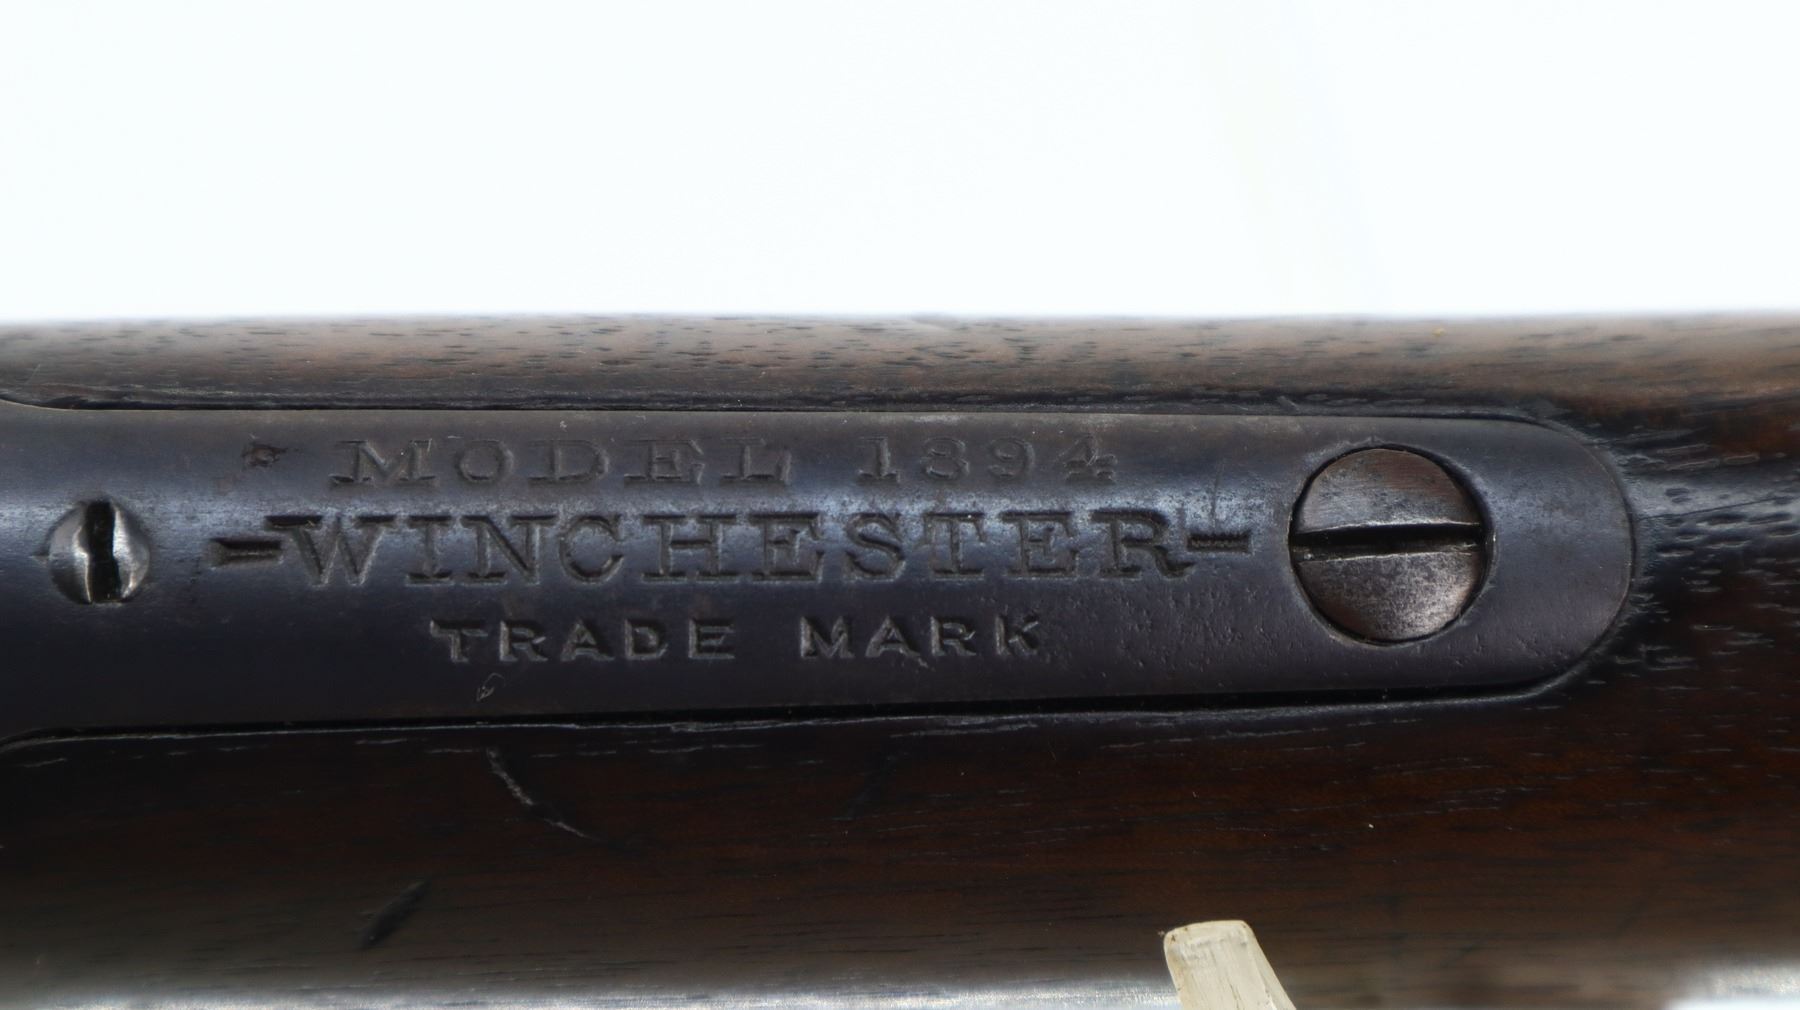 MODEL 1894
-WINCHESTER-
TRADE MARK